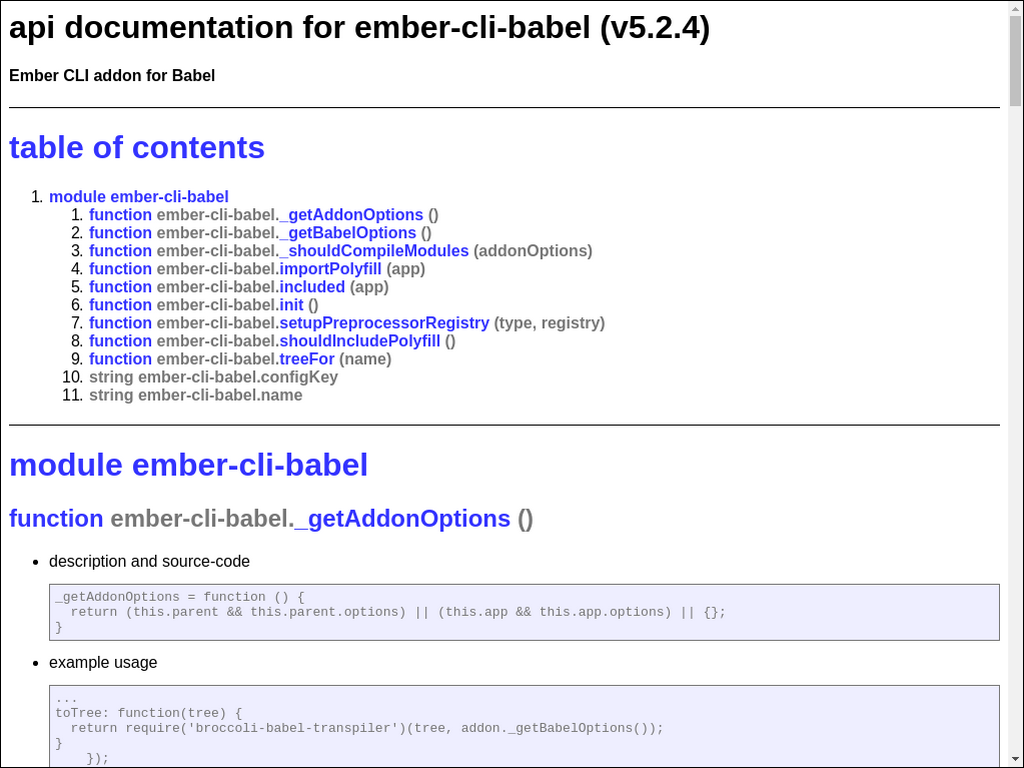 api documentation for ember-cli-babel (v5.2.4)
Ember CLI addon for Babel
table of contents
1. module ember-cli-babel
1. function ember-cli-babel._getAddonOptions ()
2. function ember-cli-babel._getBabelOptions ()
3. function ember-cli-babel._shouldCompileModules (addonOptions)
4. function ember-cli-babel.importPolyfill (app)
5. function ember-cli-babel.included (app)
6. function ember-cli-babel.init ()
7. function ember-cli-babel.setupPreprocessorRegistry (type, registry)
8. function ember-cli-babel.shouldIncludePolyfill ()
9. function ember-cli-babel.treeFor (name)
10. string ember-cli-babel.configKey
11. string ember-cli-babel.name
module ember-cli-babel
function ember-cli-babel._getAddonOptions ()
• description and source-code
_getAddonOptions = function () {
  return (this.parent && this.parent.options) || (this.app && this.app.options) || {};
}
• example usage
...
toTree: function(tree) {
  return require('broccoli-babel-transpiler')(tree, addon._getBabelOptions());
}
    });